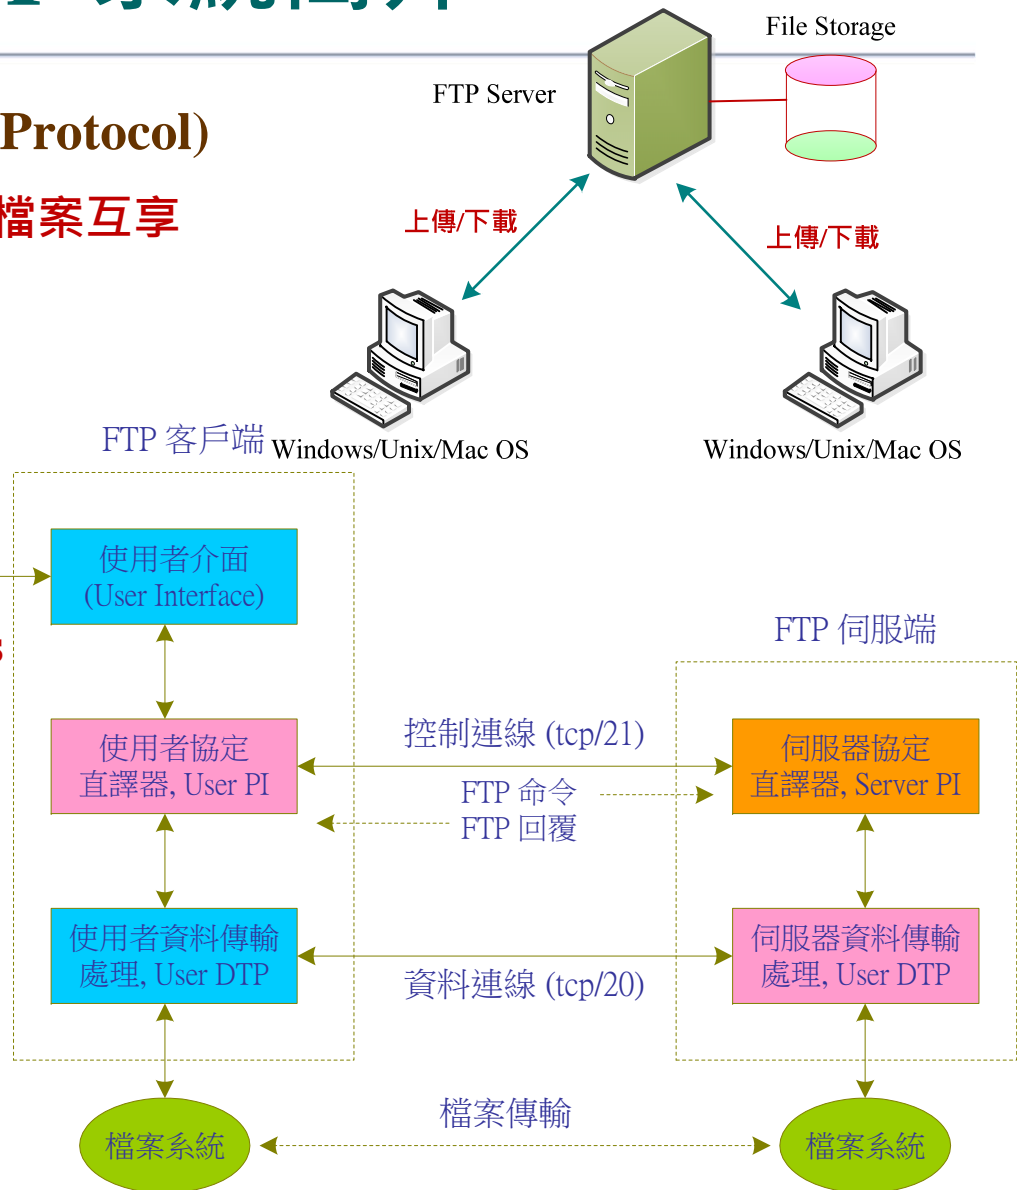 File Storage
FTP Server
Protocol)
檔案互享
上傳/下載
上傳/下載
Windows/Unix/Mac OS
Windows/Unix/Mac OS
FTP 客戶端
使用者介面
(User Interface)
s
FTP 伺服端
使用者協定
直譯器, User PI
控制連線 (tcp/21)
FTP 命令
FTP 回覆
伺服器協定
直譯器, Server PI
使用者資料傳輸
處理, User DTP
資料連線 (tcp/20)
伺服器資料傳輸
處理, User DTP
檔案傳輸
檔案系統
檔案系統